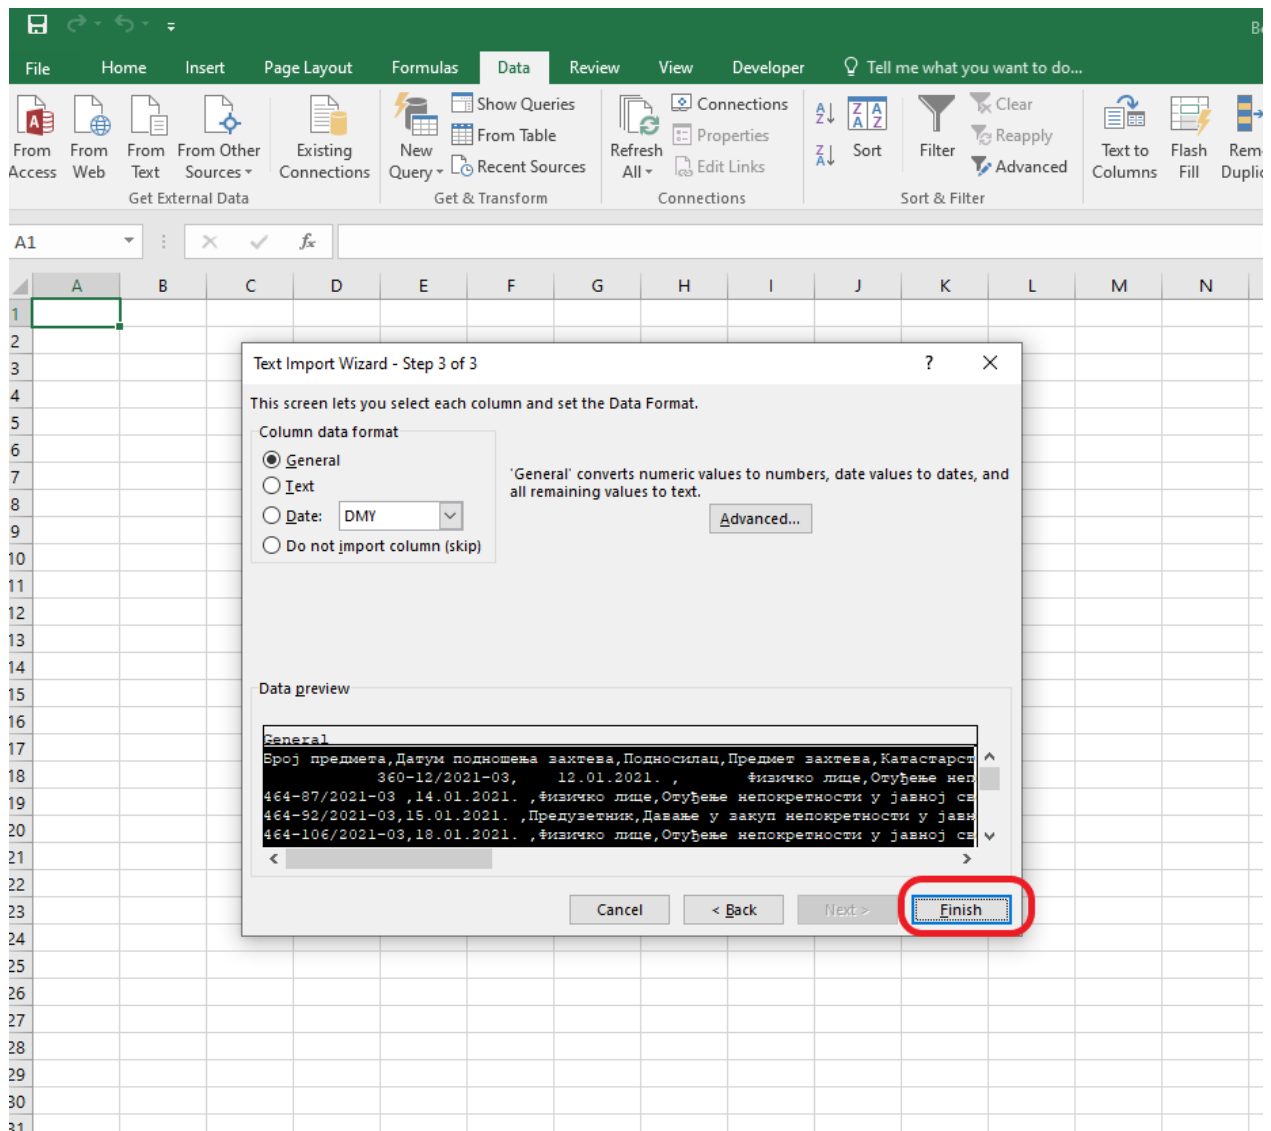 File Home Insert Page Layout Formulas Data Review View Developer Tell me what you want to do...
From Access
From Web
From Text
From Other Sources
Existing Connections
Get External Data
New Query
Show Queries
From Table
Recent Sources
Get & Transform
Refresh All
Connections
Properties
Edit Links
Connections
Sort
Filter
Clear
Reapply
Advanced
Sort & Filter
Text to Columns
Flash Fill
A1
fx
A B C D E F G H I J K L M N
1
2
3
4
5
6
7
8
9
10
11
12
13
14
15
16
17
18
19
20
21
22
23
24
25
26
27
28
29
30
31
Text Import Wizard - Step 3 of 3 ?
This screen lets you select each column and set the Data Format.
Column data format
General
Text
Date: DMY
Do not import column (skip)
'General' converts numeric values to numbers, date values to dates, and
all remaining values to text.
Advanced...
Data preview
General
Број предмета,Датум подношења захтева,Подносилац,Предмет захтева,Катастарст
360-12/2021-03, 12.01.2021. , Физичко лице,Отуђење неп
464-87/2021-03 ,14.01.2021. ,Физичко лице,Отуђење непокретности у јавној св
464-92/2021-03,15.01.2021. ,Предузетник,Давање у закуп непокретности у јавн
464-106/2021-03,18.01.2021. ,Физичко лице,Отуђење непокретности у јавној св
Cancel < Back Next > Finish